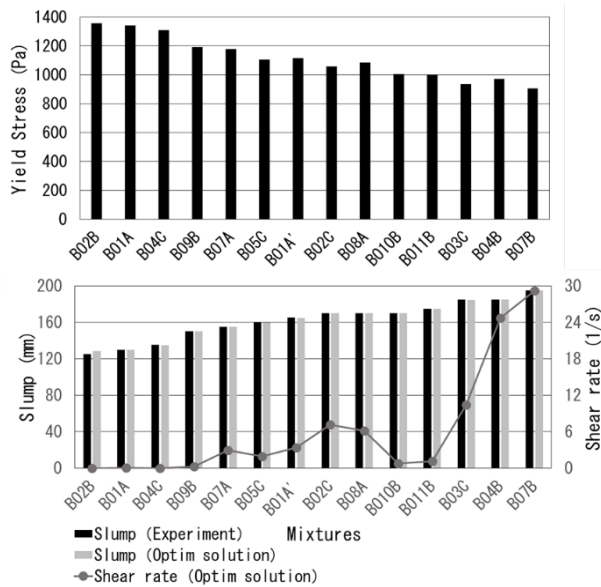 Yield Stress (Pa)
1400
1200
1000
800
600
400
200
0
B02B B01A B04C B09B B07A B05C B01A' B02C B08A B010B B011B B03C B04B B07B
Slump (mm)
200
160
120
80
40
0
Shear rate (1/s)
30
24
18
12
6
0
B02B B01A B04C B09B B07A B05C B01A' B02C B08A B010B B011B B03C B04B B07B
Mixtures
Slump (Experiment)
Slump (Optim solution)
Shear rate (Optim solution)